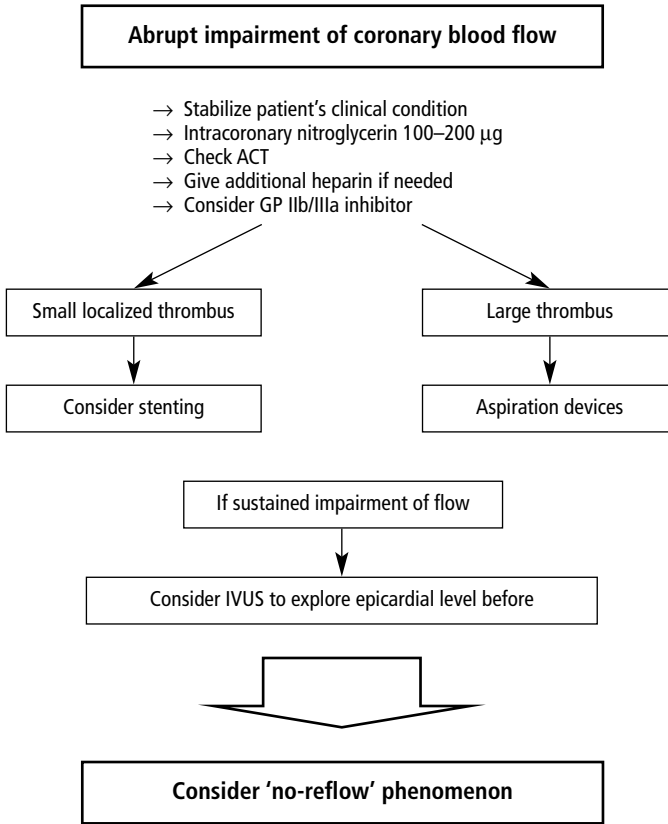 Abrupt impairment of coronary blood flow
→ Stabilize patient's clinical condition
→ Intracoronary nitroglycerin 100–200 μg
→ Check ACT
→ Give additional heparin if needed
→ Consider GP IIb/IIIa inhibitor
Small localized thrombus
Large thrombus
Consider stenting
Aspiration devices
If sustained impairment of flow
Consider IVUS to explore epicardial level before
Consider ‘no-reflow’ phenomenon